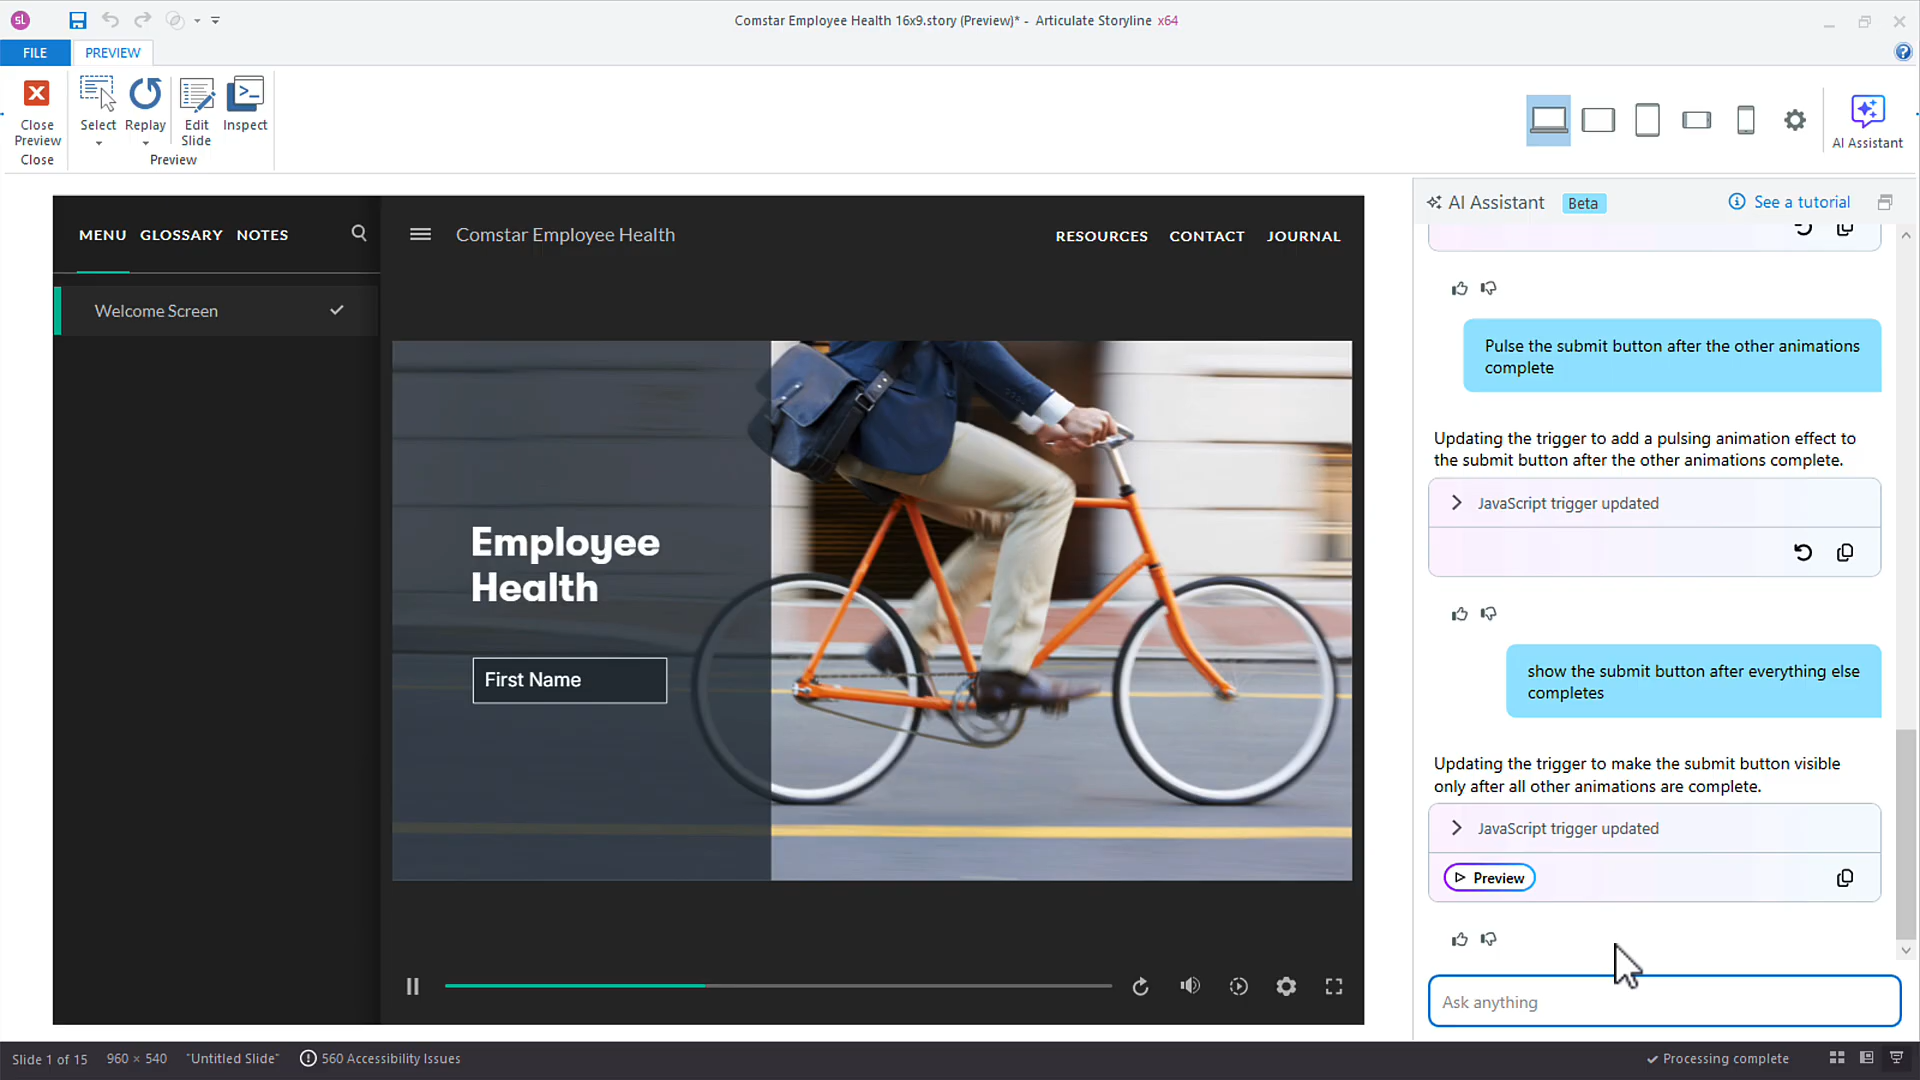 sL
Comstar Employee Health 16x9.story (Preview)* - Articulate Storyline x64
FILE
PREVIEW
?
Close Preview
Select
Replay
Edit Slide
Inspect
AI Assistant
Close
Preview
AI Assistant
Beta
See a tutorial
MENU
GLOSSARY
NOTES
Comstar Employee Health
RESOURCES
CONTACT
JOURNAL
Welcome Screen
Employee
Health
First Name
Pulse the submit button after the other animations
complete
Updating the trigger to add a pulsing animation effect to
the submit button after the other animations complete.
JavaScript trigger updated
show the submit button after everything else
completes
Updating the trigger to make the submit button visible
only after all other animations are complete.
JavaScript trigger updated
Preview
Ask anything
Slide 1 of 15
960 × 540
"Untitled Slide"
560 Accessibility Issues
Processing complete